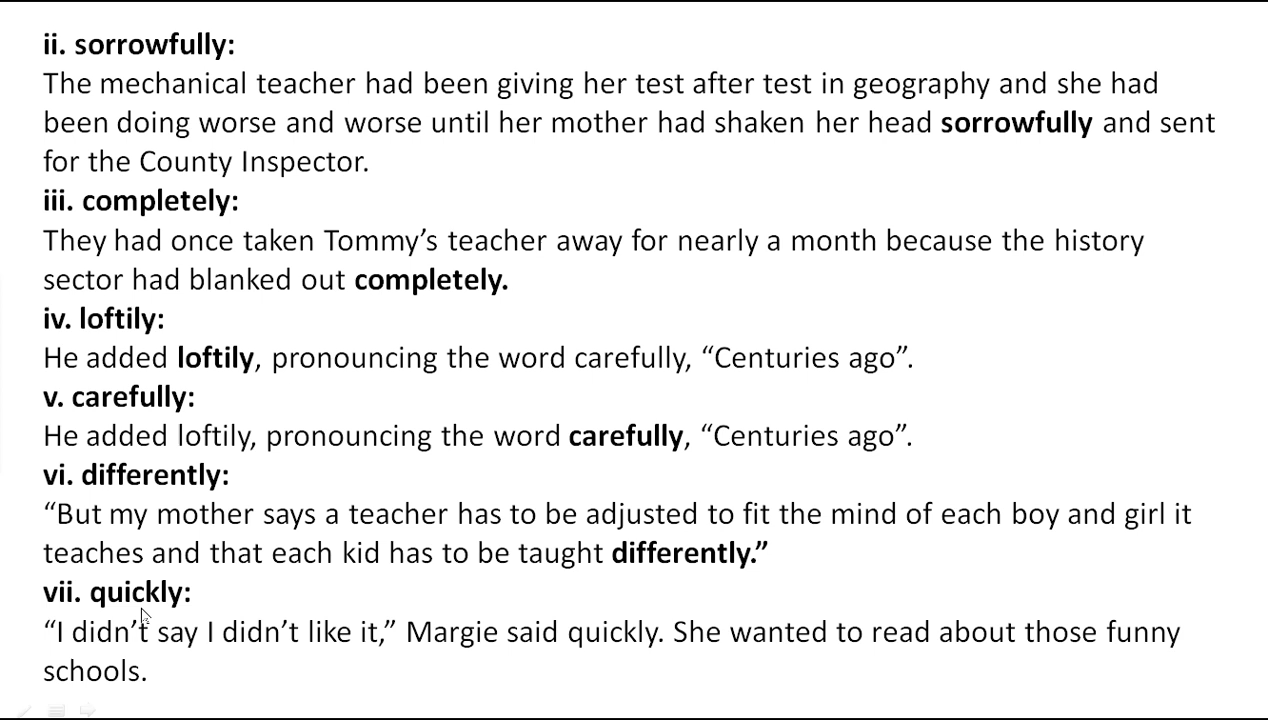 ii. sorrowfully:
The mechanical teacher had been giving her test after test in geography and she had
been doing worse and worse until her mother had shaken her head sorrowfully and sent
for the County Inspector.
iii. completely:
They had once taken Tommy’s teacher away for nearly a month because the history
sector had blanked out completely.
iv. loftily:
He added loftily, pronouncing the word carefully, “Centuries ago”.
v. carefully:
He added loftily, pronouncing the word carefully, “Centuries ago”.
vi. differently:
“But my mother says a teacher has to be adjusted to fit the mind of each boy and girl it
teaches and that each kid has to be taught differently.”
vii. quickly:
“I didn’t say I didn’t like it,” Margie said quickly. She wanted to read about those funny
schools.